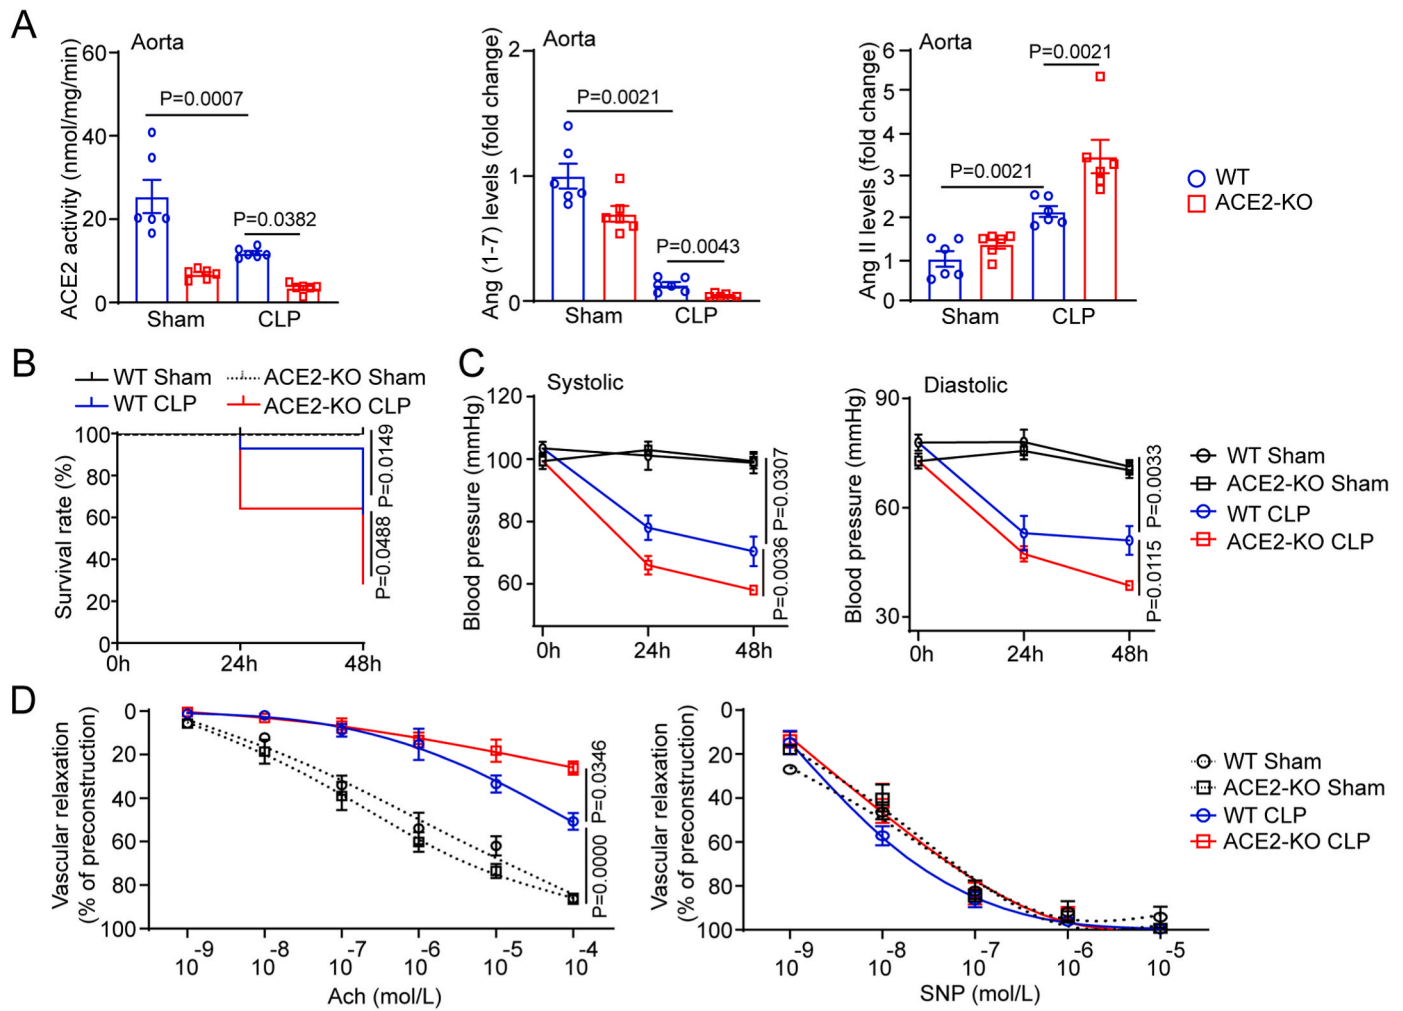 A
Aorta
ACE2 activity (nmol/mg/min)
60
40
20
0
P=0.0007
P=0.0382
Sham
CLP
Aorta
Ang (1-7) levels (fold change)
2
1
0
P=0.0021
P=0.0043
Sham
CLP
Aorta
Ang II levels (fold change)
6
5
4
3
2
1
0
P=0.0021
P=0.0021
Sham
CLP
WT
ACE2-KO
B
WT Sham
ACE2-KO Sham
WT CLP
ACE2-KO CLP
Survival rate (%)
100
80
60
40
20
0
0h
24h
48h
P=0.0149
P=0.0488
C
Systolic
Blood pressure (mmHg)
120
100
80
60
0h
24h
48h
P=0.0307
P=0.0036
Diastolic
Blood pressure (mmHg)
90
60
30
0h
24h
48h
P=0.0033
P=0.0115
WT Sham
ACE2-KO Sham
WT CLP
ACE2-KO CLP
D
Vascular relaxation
(% of preconstruction)
0
20
40
60
80
100
10-9
10-8
10-7
10-6
10-5
10-4
Ach (mol/L)
P=0.0346
P=0.0000
Vascular relaxation
(% of preconstruction)
0
20
40
60
80
100
10-9
10-8
10-7
10-6
10-5
SNP (mol/L)
WT Sham
ACE2-KO Sham
WT CLP
ACE2-KO CLP